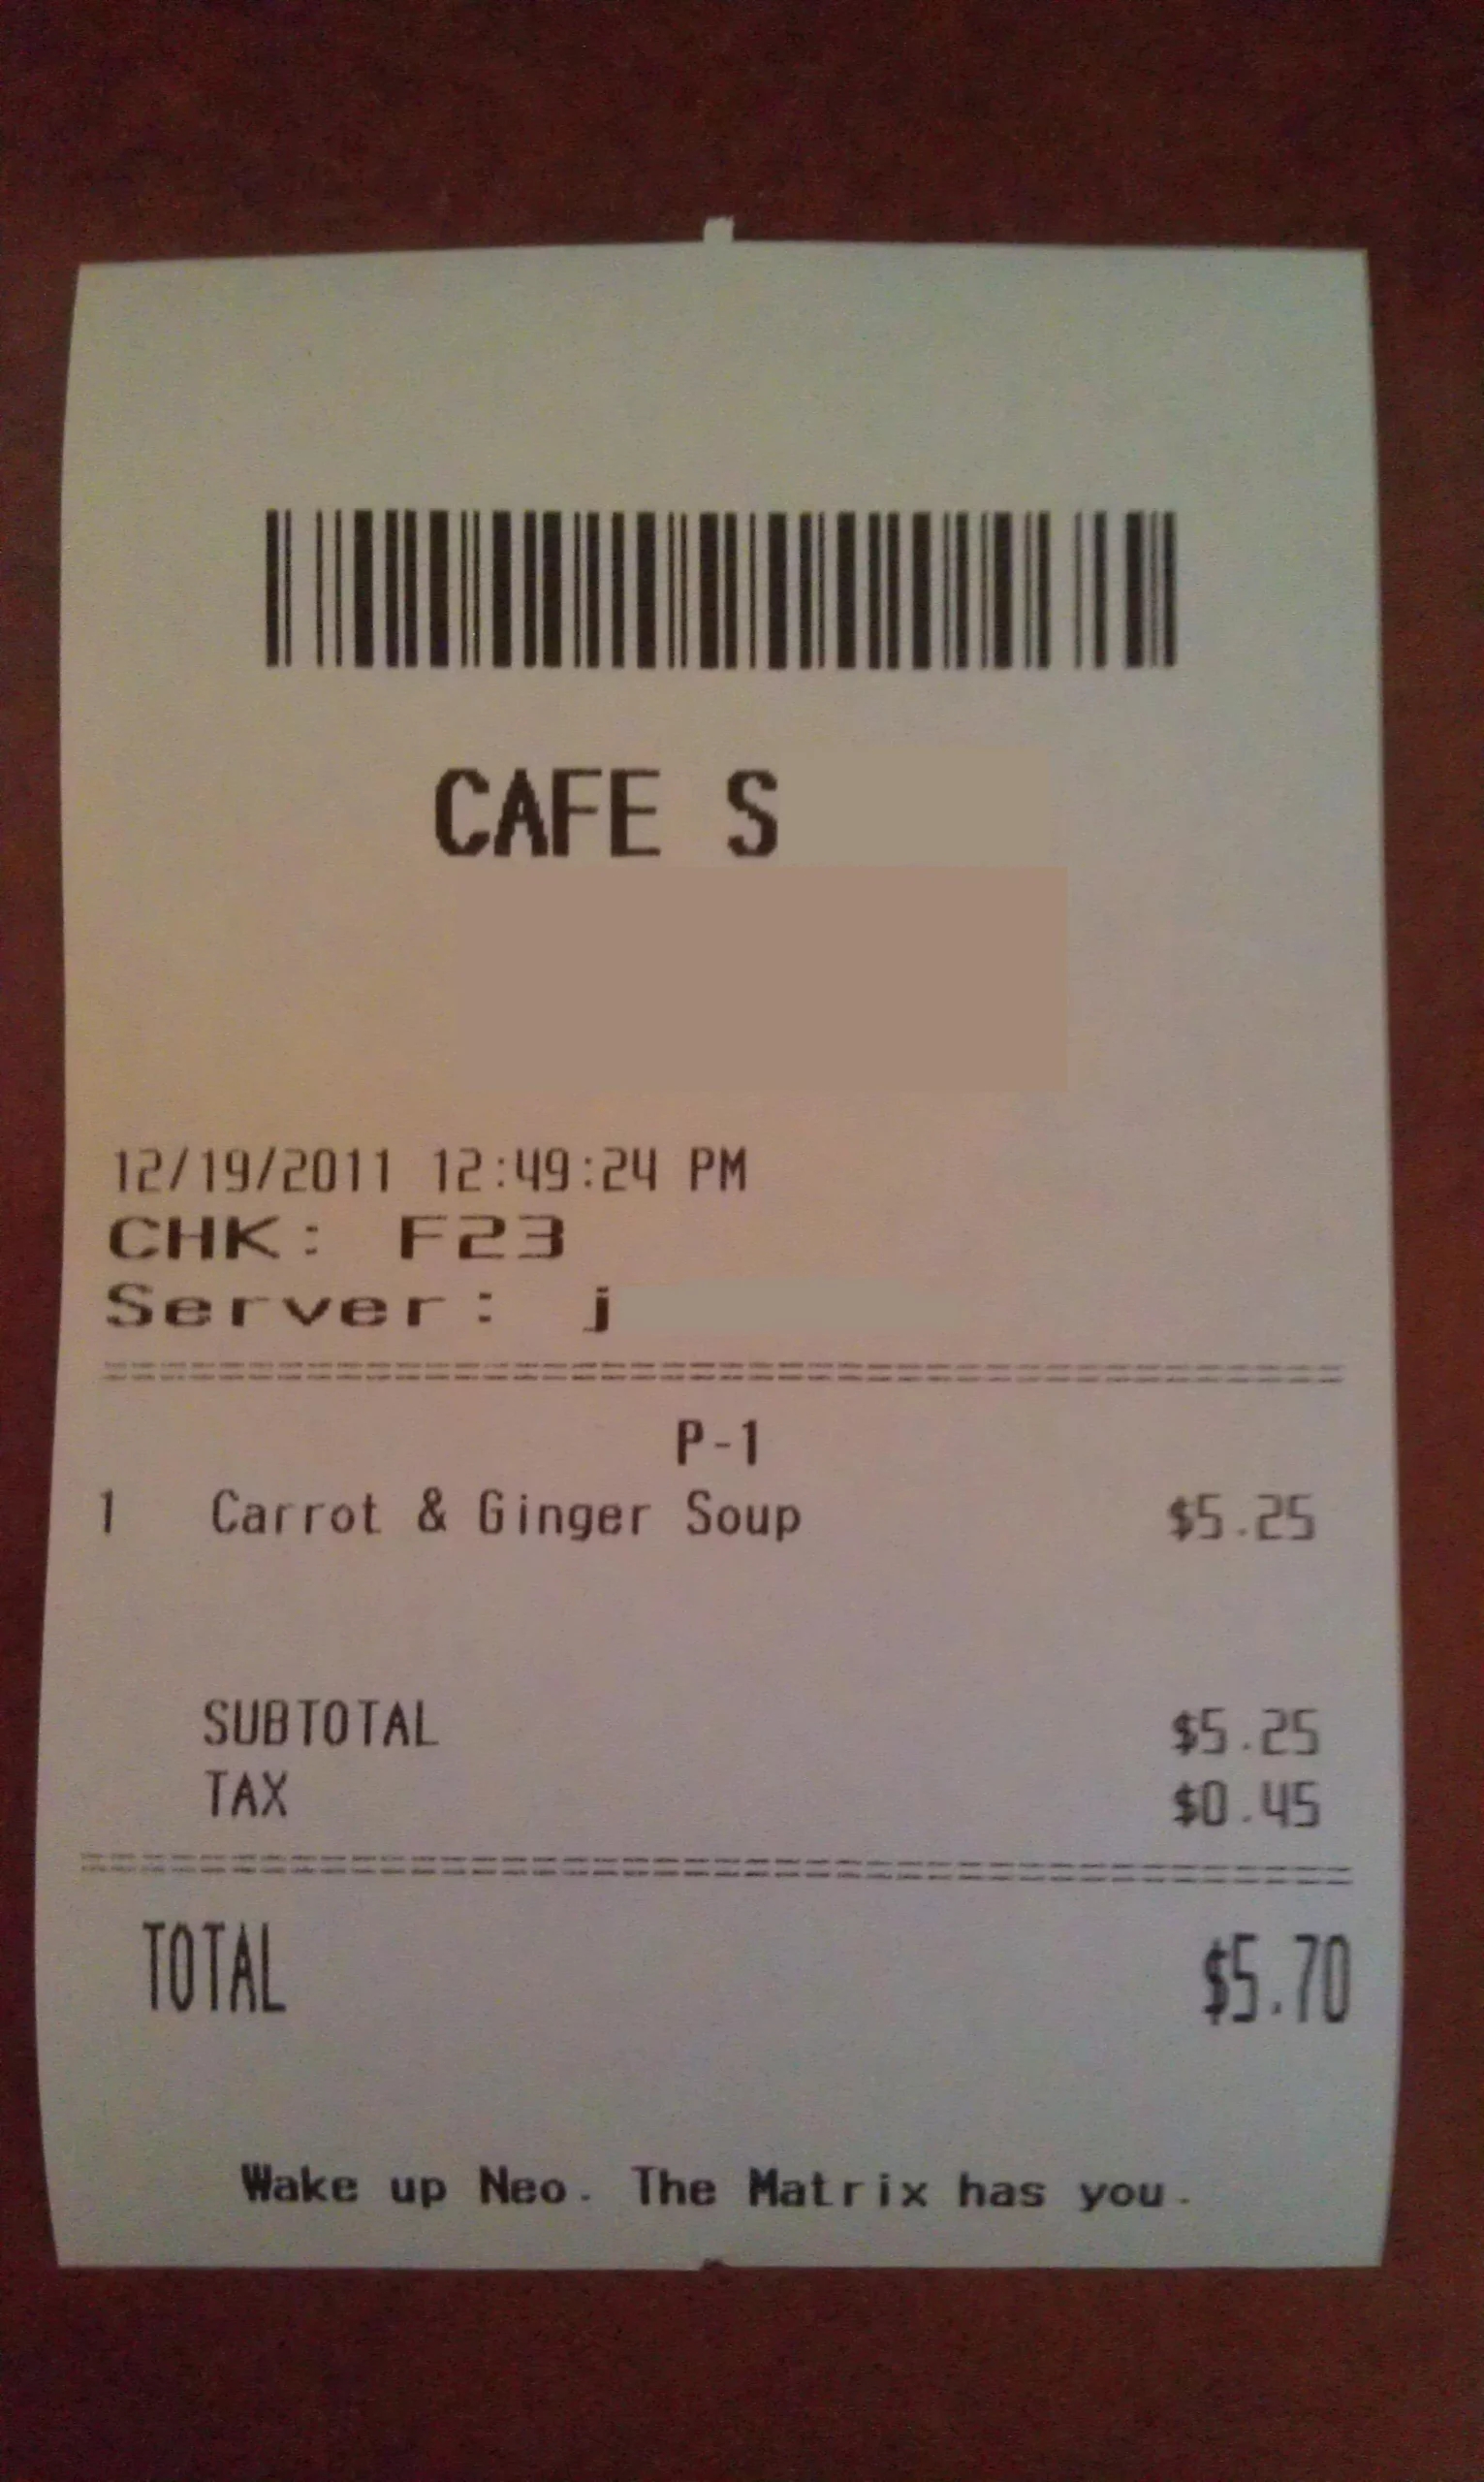 CAFE S
12/19/2011 12:49:24 PM
CHK: F23
Server: j
P-1
1 Carrot & Ginger Soup $5.25
SUBTOTAL $5.25
TAX $0.45
TOTAL $5.70
Wake up Neo. The Matrix has you.